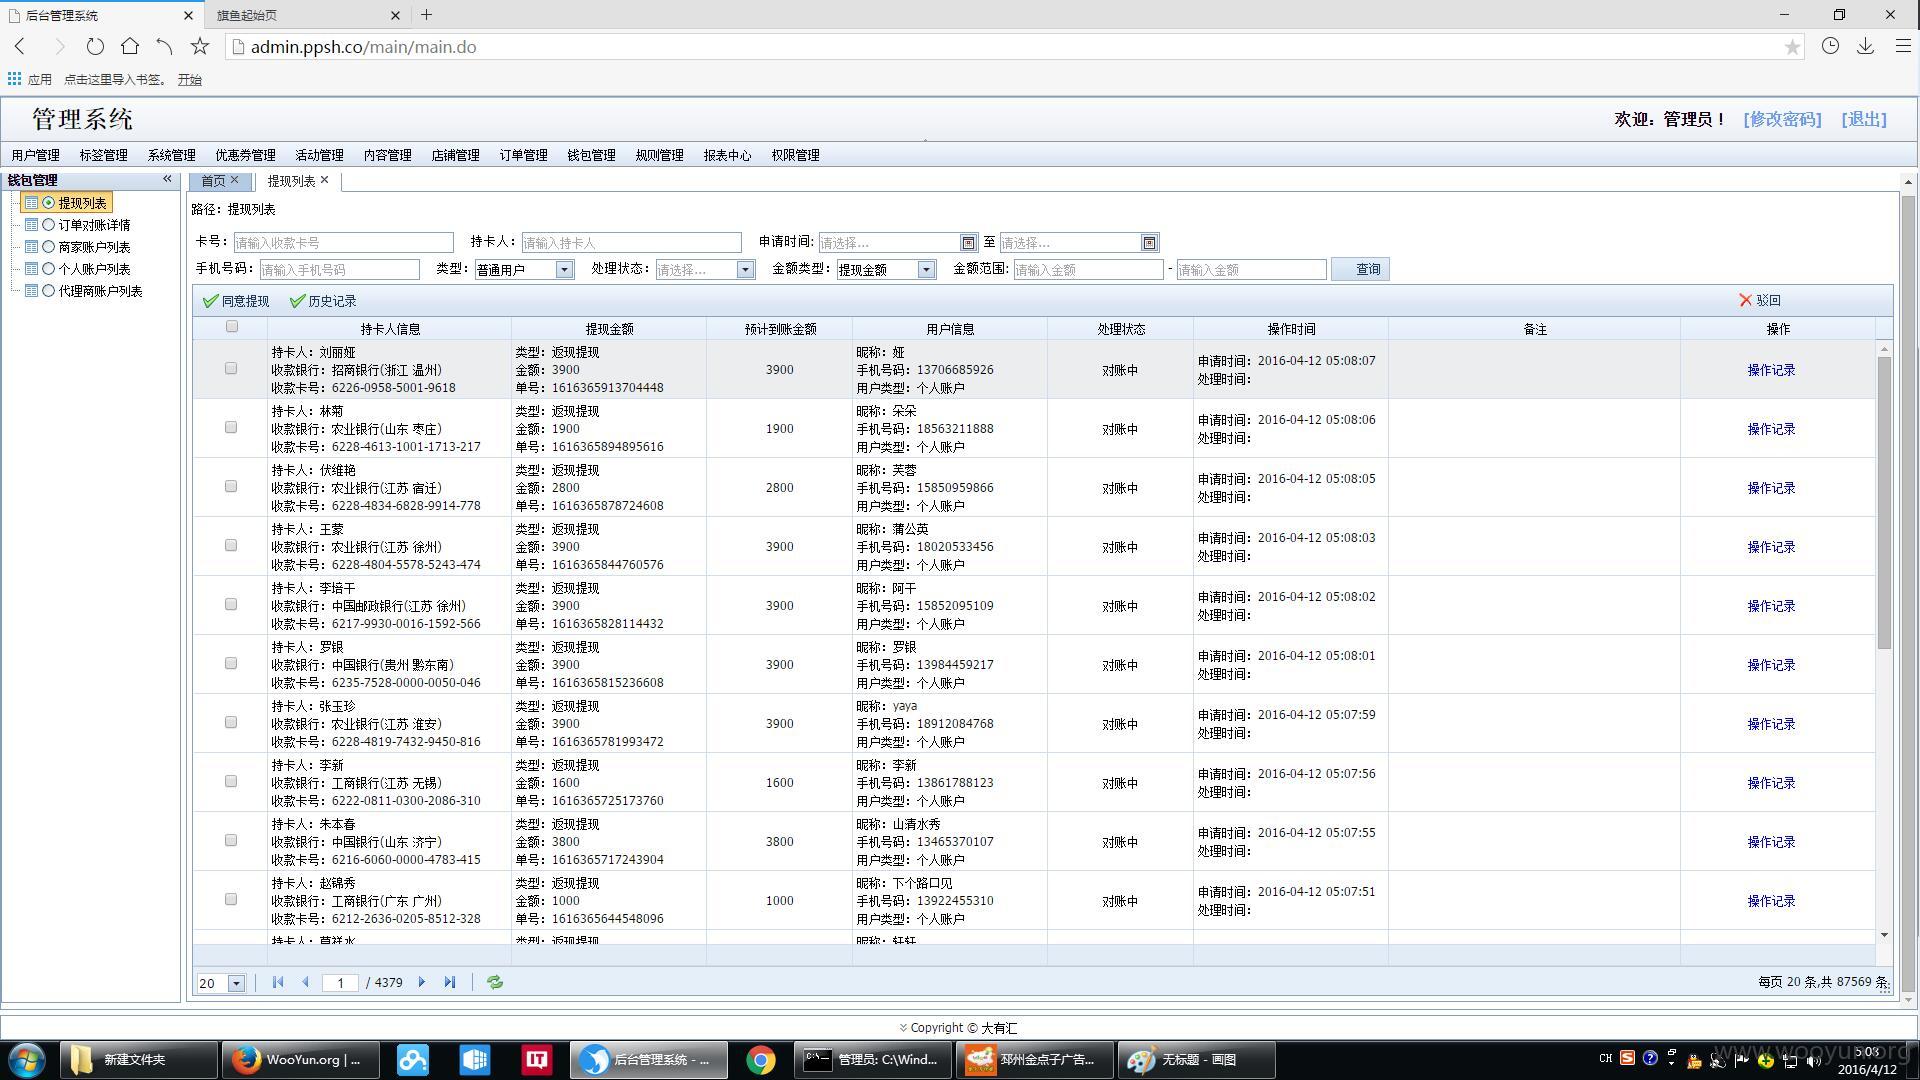 后台管理系统
旗鱼起始页
admin.ppsh.co/main/main.do
应用 点击这里导入书签。 开始
管理系统
欢迎：管理员！ [修改密码] [退出]
用户管理 标签管理 系统管理 优惠券管理 活动管理 内容管理 店铺管理 订单管理 钱包管理 规则管理 报表中心 权限管理
钱包管理
提现列表
订单对账详情
商家账户列表
个人账户列表
代理商账户列表
首页 提现列表
路径：提现列表
卡号：请输入收款卡号 持卡人：请输入持卡人 申请时间:请选择... 至 请选择...
手机号码：请输入手机号码 类型：普通用户 处理状态：请选择... 金额类型：提现金额 金额范围:请输入金额 - 请输入金额 查询
同意提现 历史记录 驳回
持卡人信息 提现金额 预计到账金额 用户信息 处理状态 操作时间 备注 操作
持卡人：刘丽娅 类型：返现提现 昵称：娅
收款银行：招商银行(浙江 温州) 金额：3900 3900 手机号码：13706685926 对账中 申请时间：2016-04-12 05:08:07 操作记录
收款卡号：6226-0958-5001-9618 单号：1616365913704448 用户类型：个人账户 处理时间：
持卡人：林菊 类型：返现提现 昵称：朵朵
收款银行：农业银行(山东 枣庄) 金额：1900 1900 手机号码：18563211888 对账中 申请时间：2016-04-12 05:08:06 操作记录
收款卡号：6228-4613-1001-1713-217 单号：1616365894895616 用户类型：个人账户 处理时间：
持卡人：伏维艳 类型：返现提现 昵称：芙蓉
收款银行：农业银行(江苏 宿迁) 金额：2800 2800 手机号码：15850959866 对账中 申请时间：2016-04-12 05:08:05 操作记录
收款卡号：6228-4834-6828-9914-778 单号：1616365878724608 用户类型：个人账户 处理时间：
持卡人：王蒙 类型：返现提现 昵称：蒲公英
收款银行：农业银行(江苏 徐州) 金额：3900 3900 手机号码：18020533456 对账中 申请时间：2016-04-12 05:08:03 操作记录
收款卡号：6228-4804-5578-5243-474 单号：1616365844760576 用户类型：个人账户 处理时间：
持卡人：李培干 类型：返现提现 昵称：阿干
收款银行：中国邮政银行(江苏 徐州) 金额：3900 3900 手机号码：15852095109 对账中 申请时间：2016-04-12 05:08:02 操作记录
收款卡号：6217-9930-0016-1592-566 单号：1616365828114432 用户类型：个人账户 处理时间：
持卡人：罗银 类型：返现提现 昵称：罗银
收款银行：中国银行(贵州 黔东南) 金额：3900 3900 手机号码：13984459217 对账中 申请时间：2016-04-12 05:08:01 操作记录
收款卡号：6235-7528-0000-0050-046 单号：1616365815236608 用户类型：个人账户 处理时间：
持卡人：张玉珍 类型：返现提现 昵称：yaya
收款银行：农业银行(江苏 淮安) 金额：3900 3900 手机号码：18912084768 对账中 申请时间：2016-04-12 05:07:59 操作记录
收款卡号：6228-4819-7432-9450-816 单号：1616365781993472 用户类型：个人账户 处理时间：
持卡人：李新 类型：返现提现 昵称：李新
收款银行：工商银行(江苏 无锡) 金额：1600 1600 手机号码：13861788123 对账中 申请时间：2016-04-12 05:07:56 操作记录
收款卡号：6222-0811-0300-2086-310 单号：1616365725173760 用户类型：个人账户 处理时间：
持卡人：朱本春 类型：返现提现 昵称：山清水秀
收款银行：中国银行(山东 济宁) 金额：3800 3800 手机号码：13465370107 对账中 申请时间：2016-04-12 05:07:55 操作记录
收款卡号：6216-6060-0000-4783-415 单号：1616365717243904 用户类型：个人账户 处理时间：
持卡人：赵锦秀 类型：返现提现 昵称：下个路口见
收款银行：工商银行(广东 广州) 金额：1000 1000 手机号码：13922455310 对账中 申请时间：2016-04-12 05:07:51 操作记录
收款卡号：6212-2636-0205-8512-328 单号：1616365644548096 用户类型：个人账户 处理时间：
持卡人： 类型：返现提现 昵称：轩轩
20 1 / 4379 每页 20 条,共 87569 条
Copyright © 大有汇
新建文件夹 WooYun.org | ... 后台管理系统 - ... 管理员: C:\Wind... 邳州金点子广告... 无标题 - 画图 CH
www.wooyun.org
5:08
2016/4/12